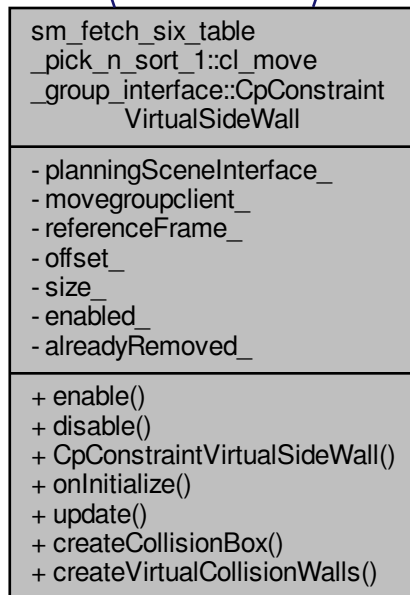 sm_fetch_six_table
_pick_n_sort_1::cl_move
_group_interface::CpConstraint
VirtualSideWall
- planningSceneInterface_
- movegroupclient_
- referenceFrame_
- offset_
- size_
- enabled_
- alreadyRemoved_
+ enable()
+ disable()
+ CpConstraintVirtualSideWall()
+ onInitialize()
+ update()
+ createCollisionBox()
+ createVirtualCollisionWalls()